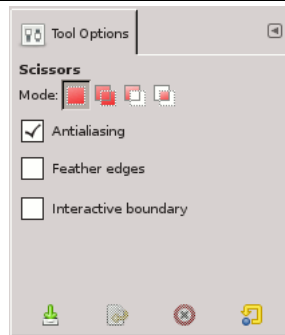 Tool Options
Scissors
Mode:
Antialiasing
Feather edges
Interactive boundary